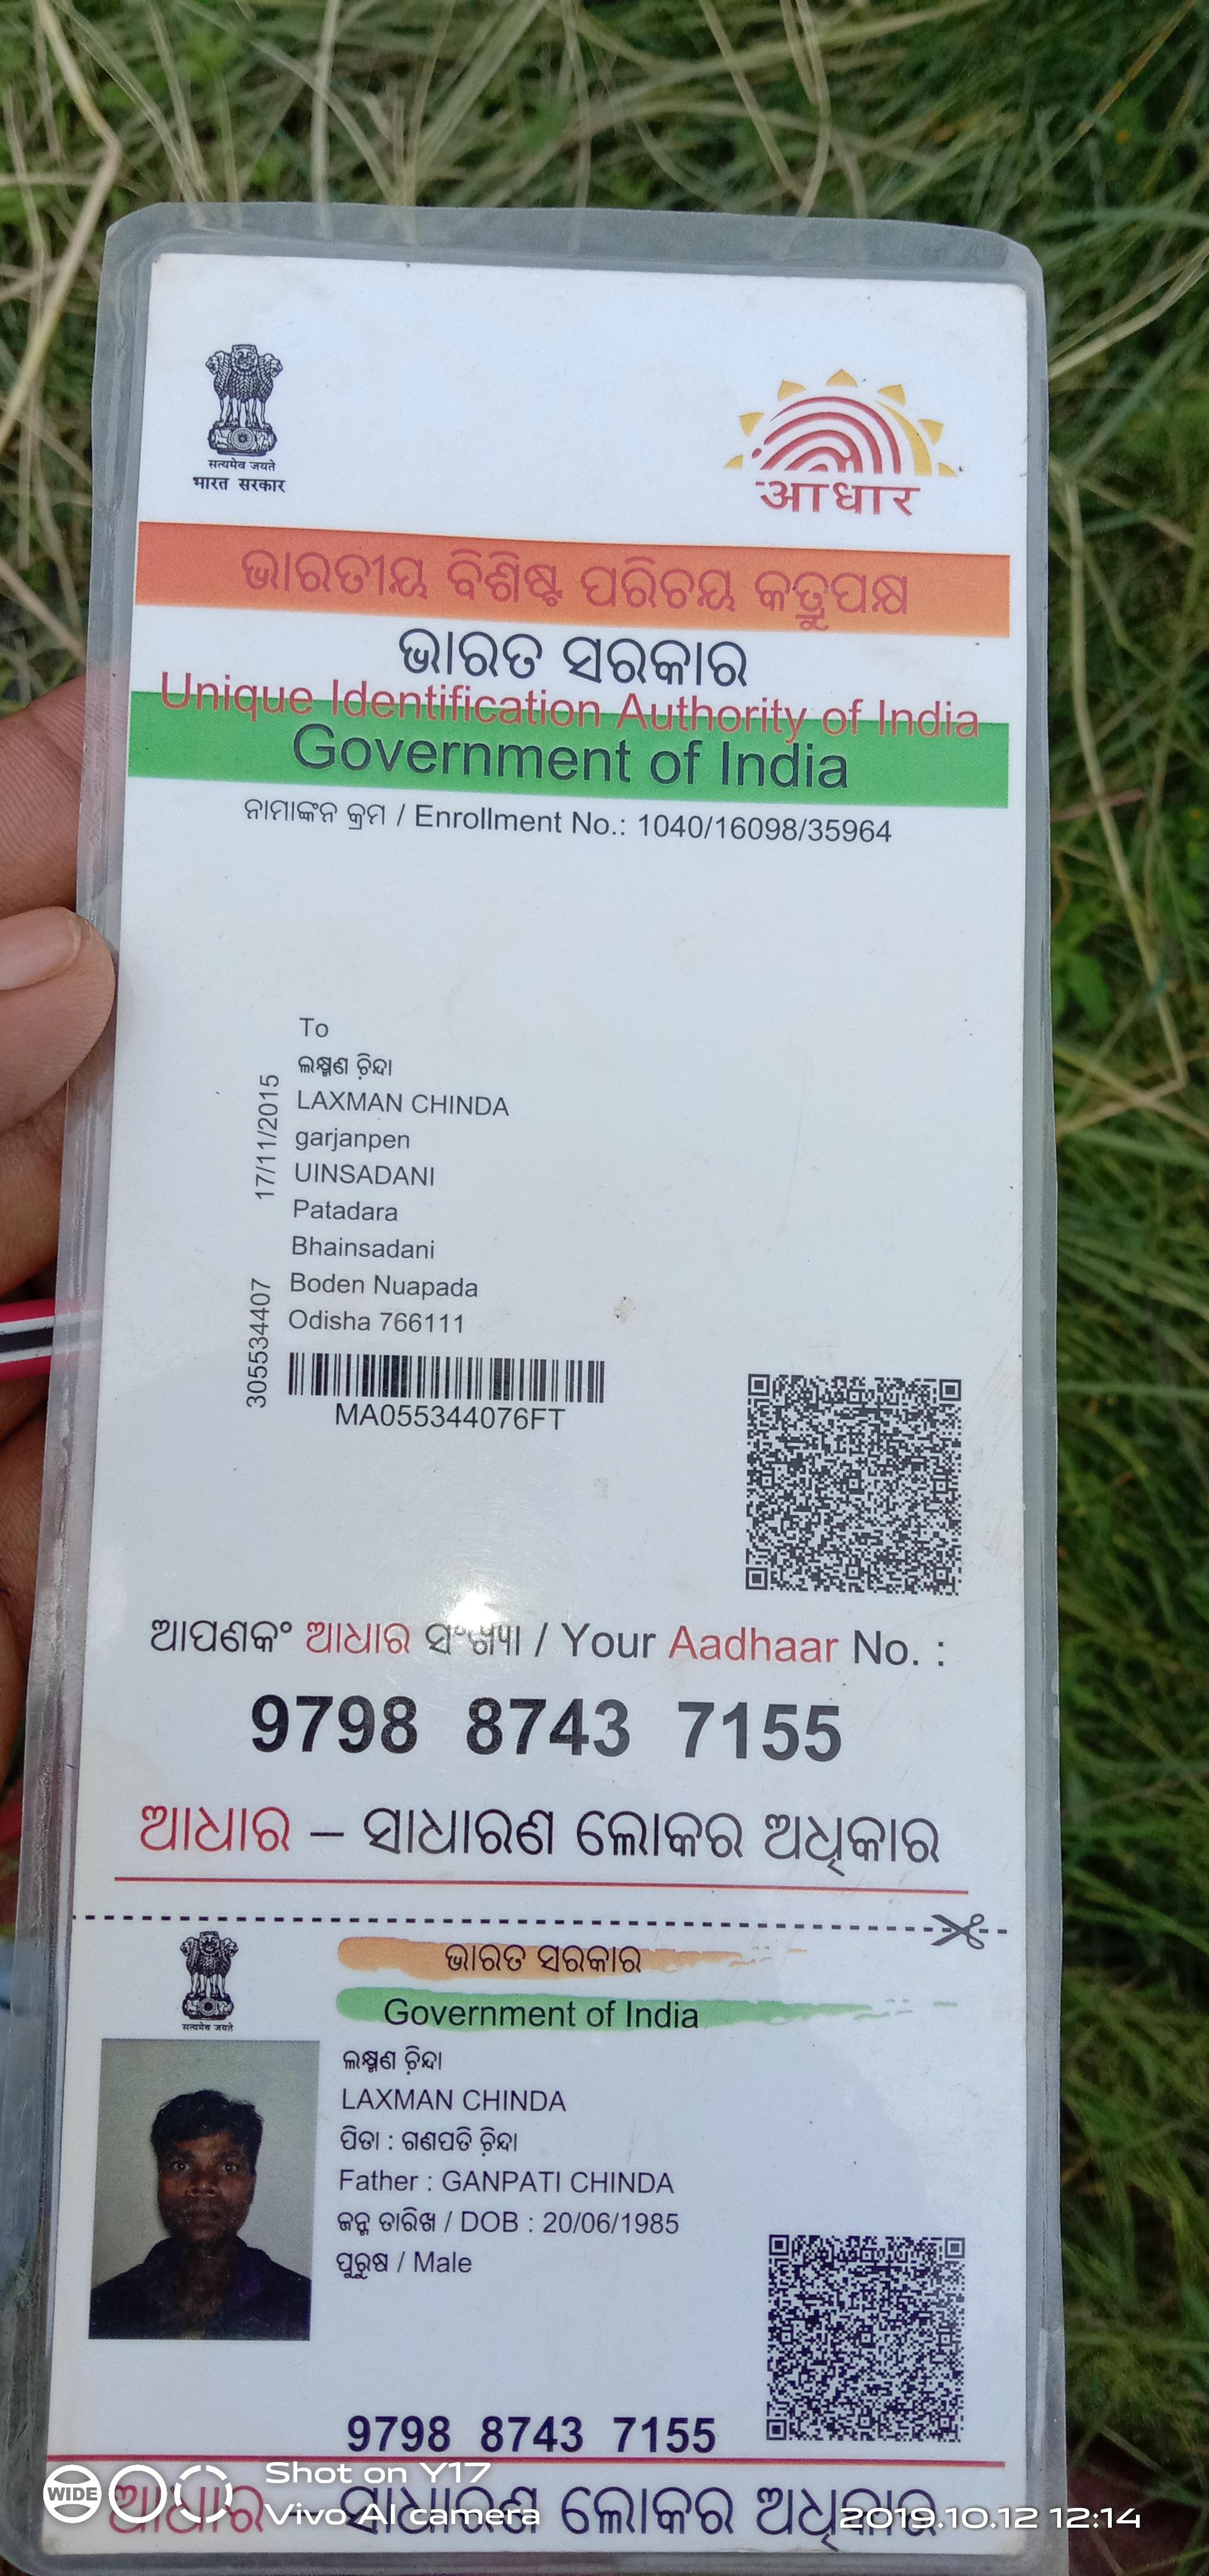 सत्यमेव जयते
भारत सरकार
आधार
ଭାରତୀୟ ବିଶିଷ୍ଟ ପରିଚୟ କତ୍ରୁପକ୍ଷ
ଭାରତ ସରକାର
Unique Identification Authority of India
Government of India
ନାମାଙ୍କନ କ୍ରମ / Enrollment No.: 1040/16098/35964
To
ଲକ୍ଷ୍ମଣ ଚ଼ିନ୍ଦା
LAXMAN CHINDA
garjanpen
UINSADANI
Patadara
Bhainsadani
Boden Nuapada
Odisha 766111
17/11/2015
305534407
MA055344076FT
ଆପଣକଂ ଆଧାର ସଂଖ୍ୟା / Your Aadhaar No. :
9798 8743 7155
ଆଧାର – ସାଧାରଣ ଲୋକର ଅଧିକାର
सत्यमेव जयते
ଭାରତ ସରକାର
Government of India
ଲକ୍ଷ୍ମଣ ଚ଼ିନ୍ଦା
LAXMAN CHINDA
ପିତା : ଗଣପତି ଚ଼ିନ୍ଦା
Father : GANPATI CHINDA
ଜନ୍ମ ତାରିଖ / DOB : 20/06/1985
ପୁରୁଷ / Male
9798 8743 7155
ଆଧାର – ସାଧାରଣ ଲୋକର ଅଧିକାର
WIDE
Shot on Y17
Vivo AI camera
2019.10.12 12:14